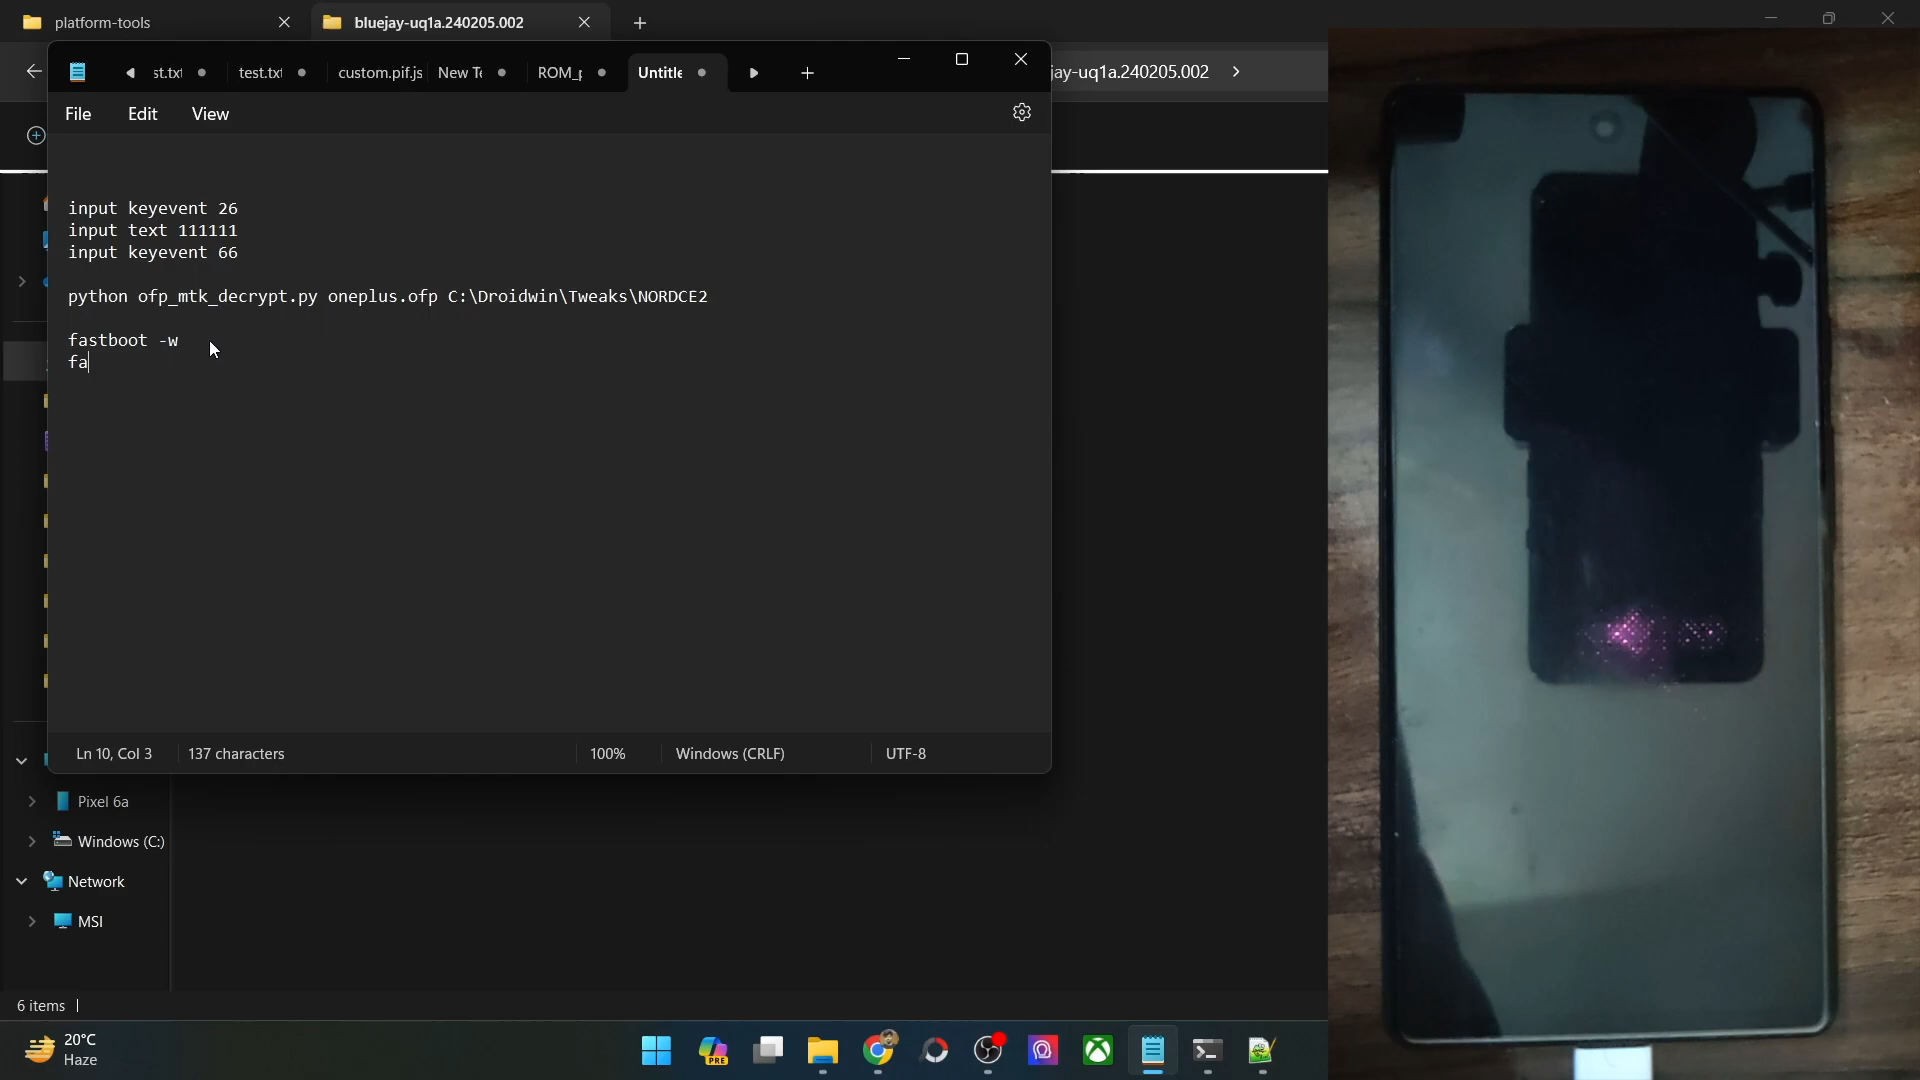 platform-tools
bluejay-uq1a.240205.002
st.txt
test.txt
custom.pif.js
New Te
ROM_p
Untitle
jay-uq1a.240205.002
File
Edit
View
input keyevent 26
input text 111111
input keyevent 66
python ofp_mtk_decrypt.py oneplus.ofp C:\Droidwin\Tweaks\NORDCE2
fastboot -w
fa
Ln 10, Col 3
137 characters
100%
Windows (CRLF)
UTF-8
Pixel 6a
Windows (C:)
Network
MSI
6 items
20°C
Haze
PRE